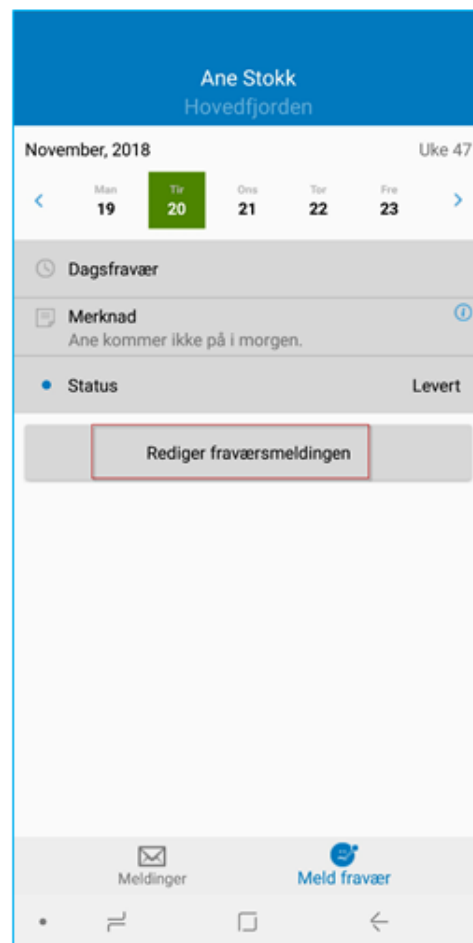 Ane Stokk
Hovedfjorden
November, 2018 Uke 47
Man Tir Ons Tor Fre
19 20 21 22 23
Dagsfravær
Merknad
Ane kommer ikke på i morgen.
Status Levert
Rediger fraværsmeldingen
Meldinger Meld fravær